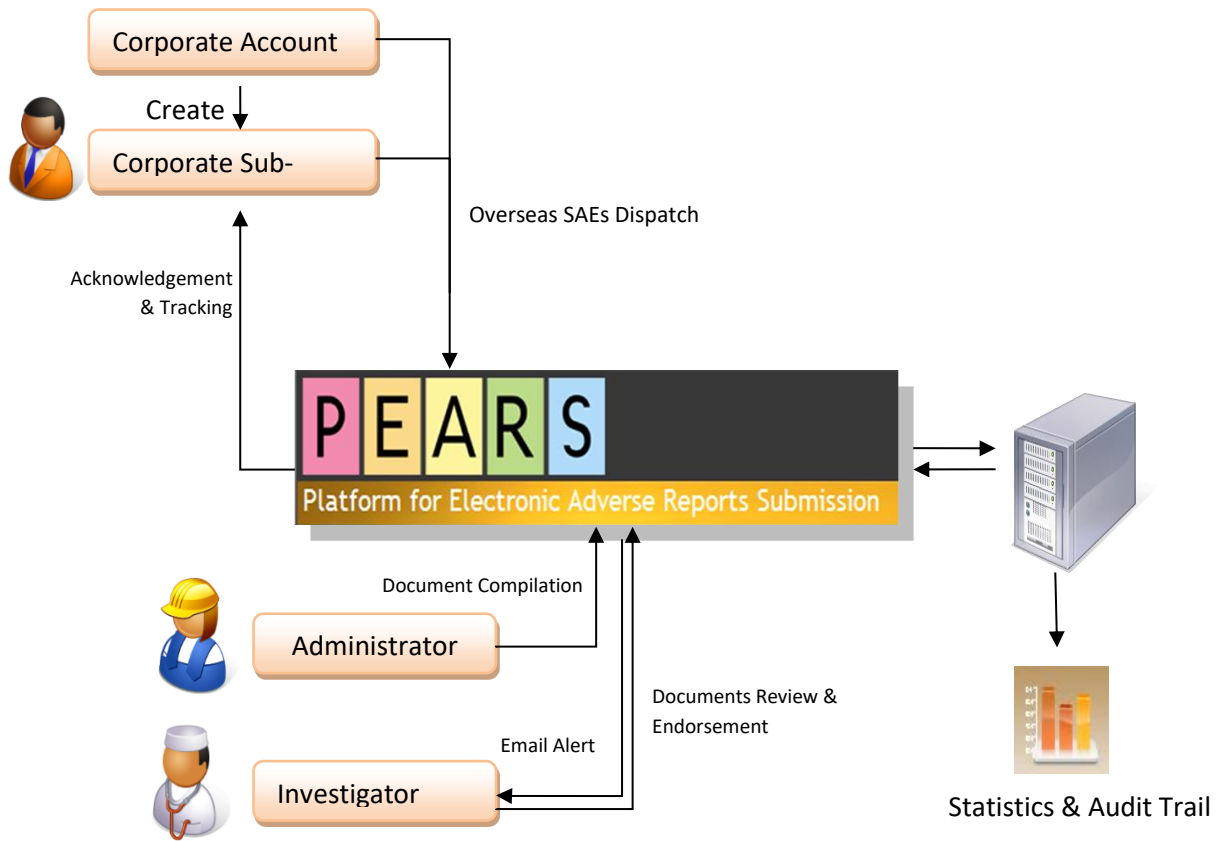 Corporate Account
Create
Corporate Sub-
Overseas SAEs Dispatch
Acknowledgement
& Tracking
PEARS
Platform for Electronic Adverse Reports Submission
Document Compilation
Administrator
Documents Review &
Endorsement
Email Alert
Investigator
Statistics & Audit Trail